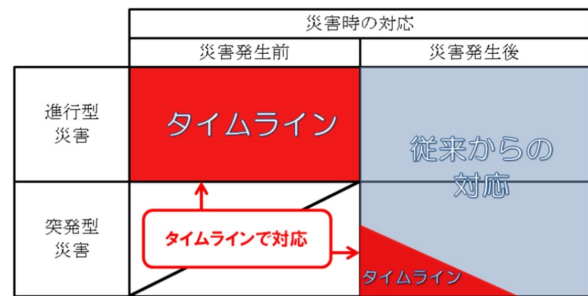 災害時の対応
災害発生前
災害発生後
進行型
災害
タイムライン
従来からの
対応
突発型
災害
タイムラインで対応
タイムライン